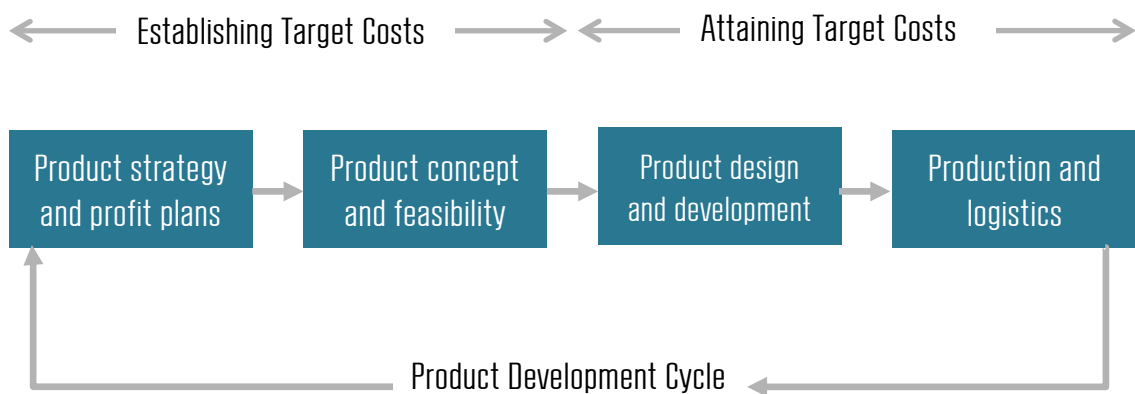 Establishing Target Costs
Attaining Target Costs
Product strategy
and profit plans
Product concept
and feasibility
Product design
and development
Production and
logistics
Product Development Cycle